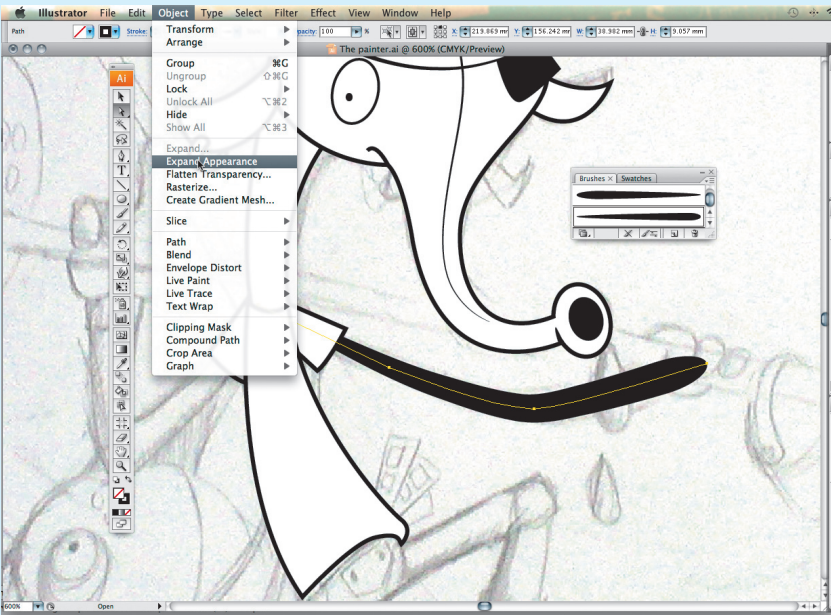 Illustrator File Edit Object Type Select Filter Effect View Window Help
Path Stroke: pacity: 100 % X: 219.869 mm Y: 156.242 mm W: 38.902 mm H: 9.057 mm
The painter.ai @ 600% (CMYK/Preview)
Transform
Arrange
Group ⌘G
Ungroup ⇧⌘G
Lock
Unlock All ⌥⌘2
Hide
Show All ⌥⌘3
Expand...
Expand Appearance
Flatten Transparency...
Rasterize...
Create Gradient Mesh...
Slice
Path
Blend
Envelope Distort
Live Paint
Live Trace
Text Wrap
Clipping Mask
Compound Path
Crop Area
Graph
Ai
T
Brushes × Swatches
600% Open